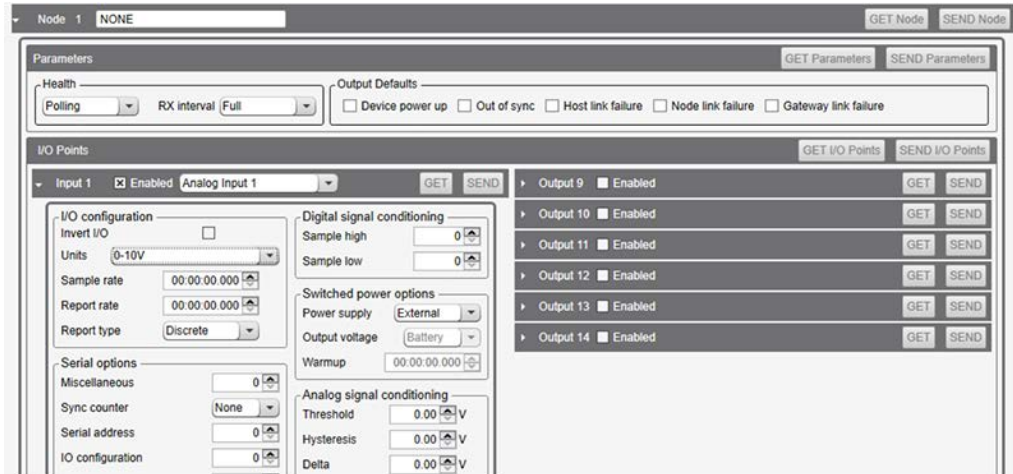 Node 1 NONE GET Node SEND Node
Parameters GET Parameters SEND Parameters
Health
Polling RX interval Full
Output Defaults
Device power up Out of sync Host link failure Node link failure Gateway link failure
I/O Points GET I/O Points SEND I/O Points
Input 1 Enabled Analog Input 1 GET SEND
I/O configuration
Invert I/O
Units 0-10V
Sample rate 00:00:00.000
Report rate 00:00:00.000
Report type Discrete
Serial options
Miscellaneous 0
Sync counter None
Serial address 0
IO configuration 0
Digital signal conditioning
Sample high 0
Sample low 0
Switched power options
Power supply External
Output voltage Battery
Warmup 00:00:00.000
Analog signal conditioning
Threshold 0.00 V
Hysteresis 0.00 V
Delta 0.00 V
Output 9 Enabled GET SEND
Output 10 Enabled GET SEND
Output 11 Enabled GET SEND
Output 12 Enabled GET SEND
Output 13 Enabled GET SEND
Output 14 Enabled GET SEND